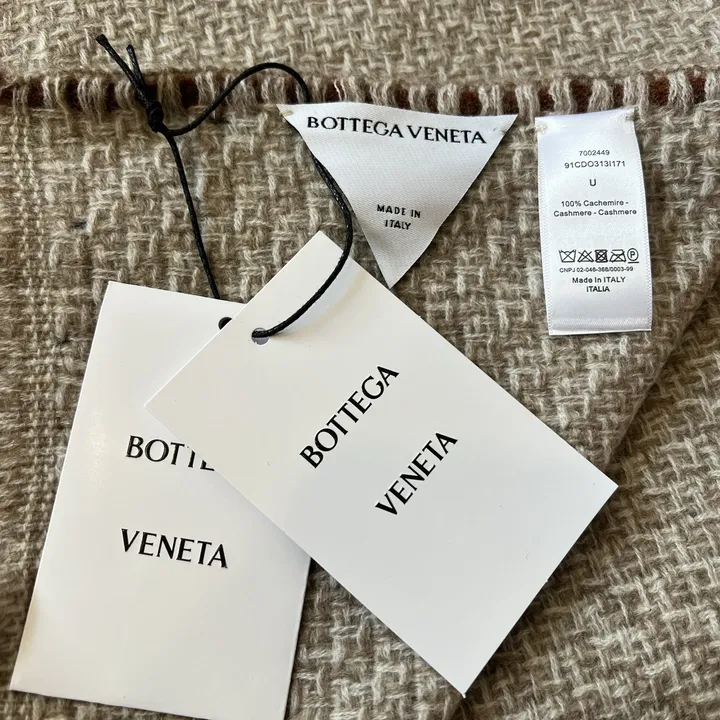 BOTTEGA VENETA
MADE IN
ITALY
7002449
91CDO313I171
U
100% Cachemire -
Cashmere - Cashmere
CNPJ 02-046-368/0003-99
Made in ITALY
ITALIA
BOTTEGA
VENETA
BOTTE
VENETA